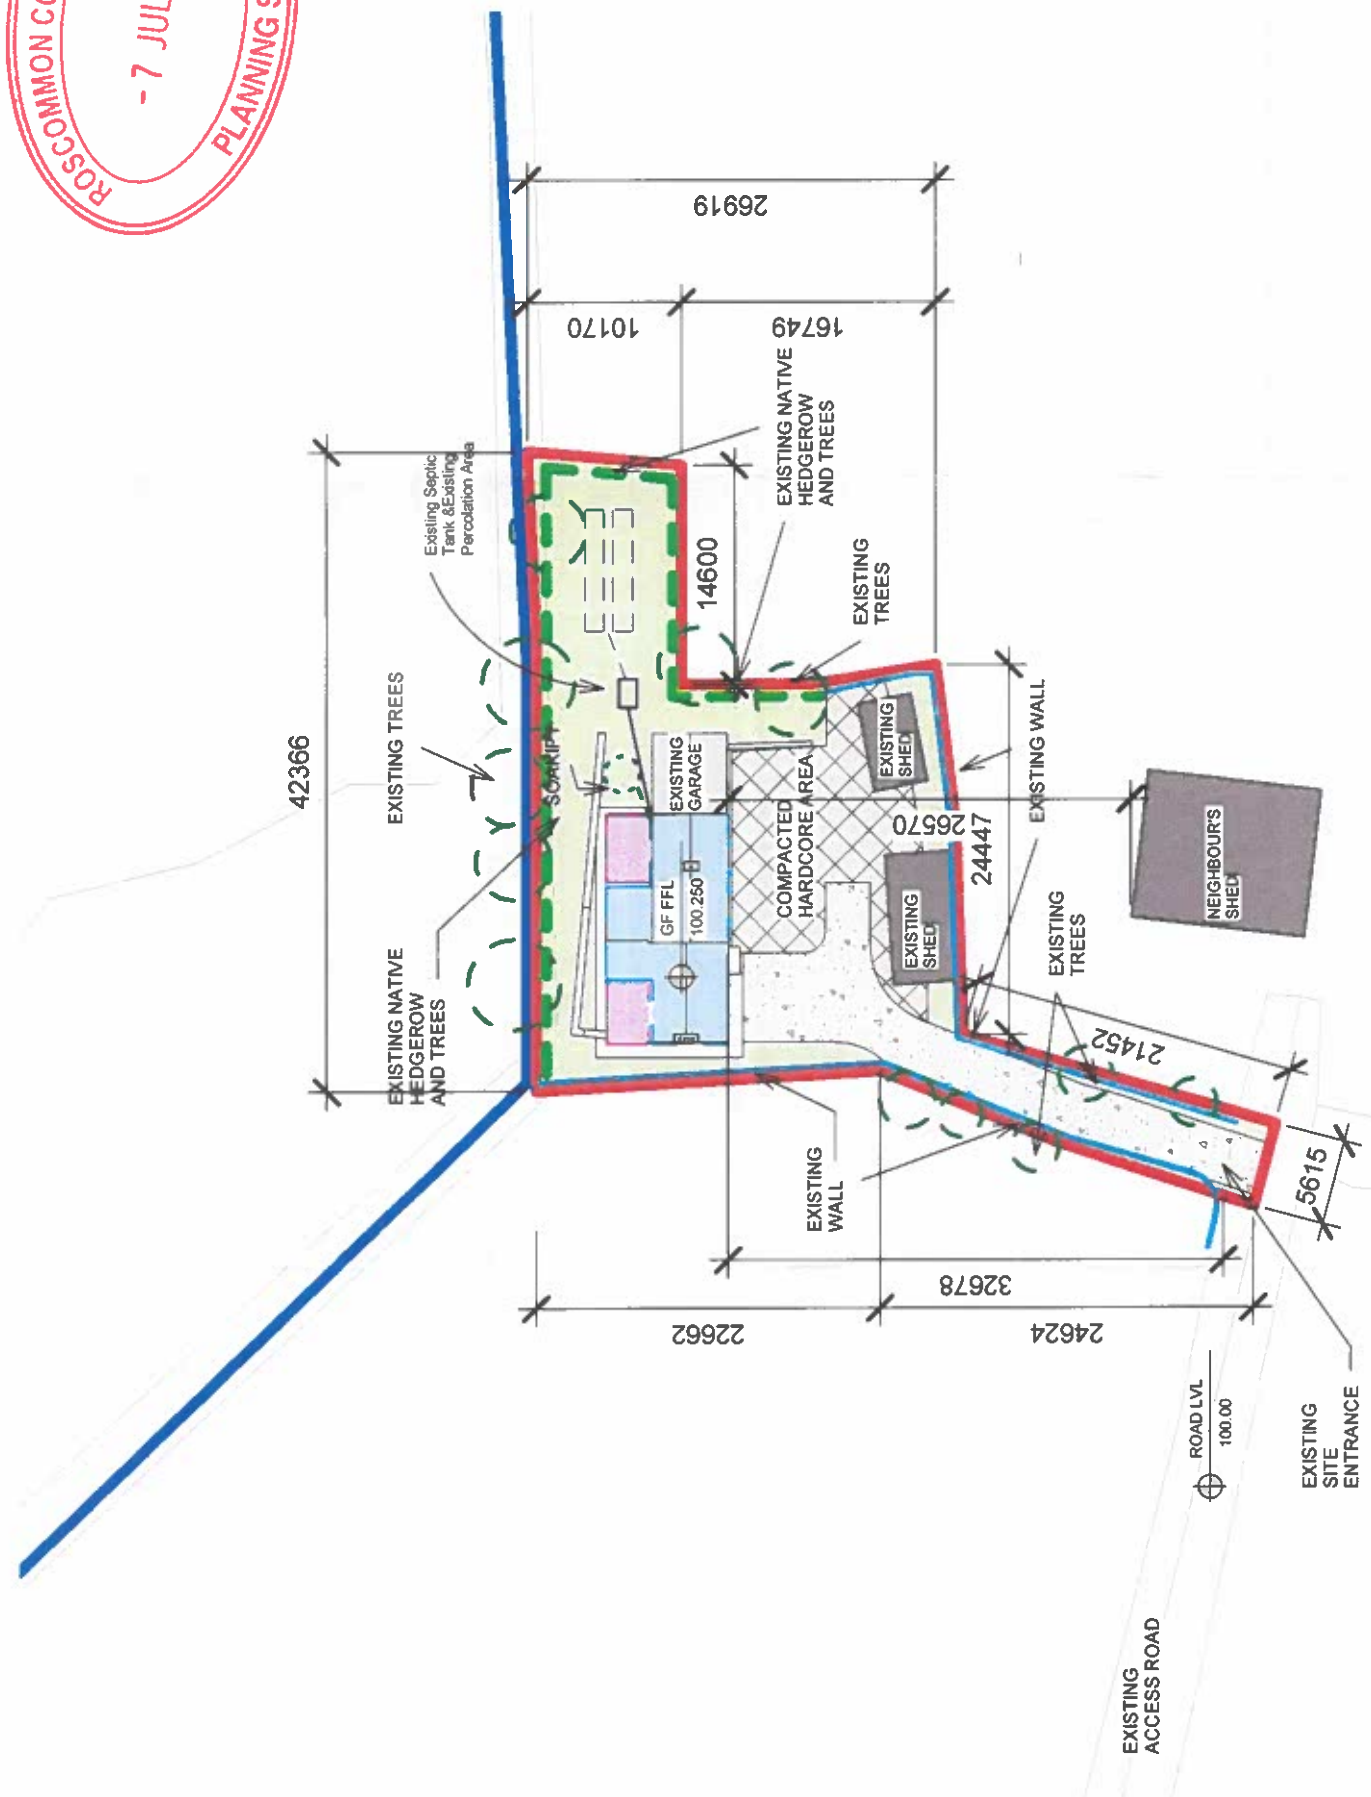 ROSCOMMON CO
- 7 JUL
PLANNING S
26919
10170
16749
42366
Existing Septic
Tank &Existing
Percolation Area
EXISTING TREES
EXISTING NATIVE
HEDGEROW
AND TREES
14600
EXISTING
TREES
EXISTING NATIVE
HEDGEROW
AND TREES
EXISTING
GARAGE
GF FFL
100.250
COMPACTED
HARDCORE AREA
EXISTING
SHED
EXISTING
SHED
26570
24447
EXISTING WALL
NEIGHBOUR'S
SHED
EXISTING
TREES
21452
5615
EXISTING
WALL
32678
22662
24624
ROAD LVL
100.00
EXISTING
SITE
ENTRANCE
EXISTING
ACCESS ROAD